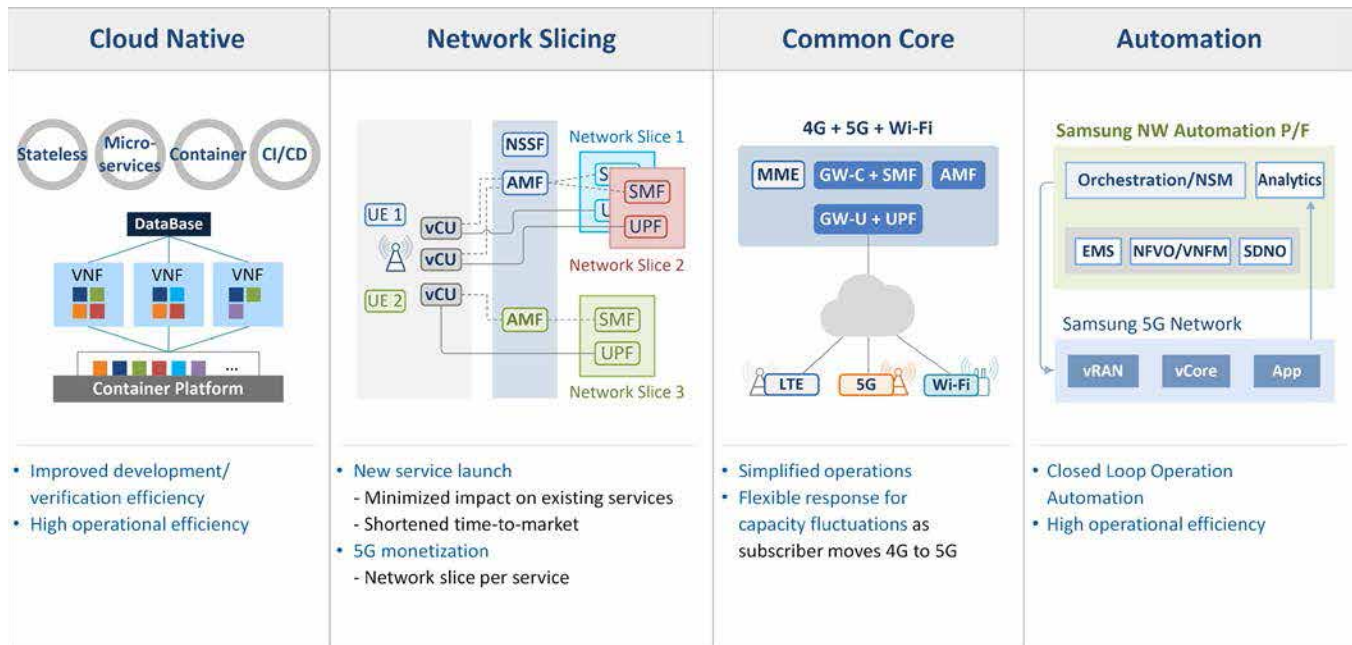 Cloud Native
Network Slicing
Common Core
Automation
Stateless
Micro-
services
Container
CI/CD
DataBase
VNF
VNF
VNF
...
Container Platform
• Improved development/
verification efficiency
• High operational efficiency
NSSF
AMF
UE 1
vCU
vCU
UE 2
vCU
AMF
Network Slice 1
S
U
SMF
UPF
Network Slice 2
SMF
UPF
Network Slice 3
• New service launch
- Minimized impact on existing services
- Shortened time-to-market
• 5G monetization
- Network slice per service
4G + 5G + Wi-Fi
MME
GW-C + SMF
AMF
GW-U + UPF
LTE
5G
Wi-Fi
• Simplified operations
• Flexible response for
capacity fluctuations as
subscriber moves 4G to 5G
Samsung NW Automation P/F
Orchestration/NSM
Analytics
EMS
NFVO/VNFM
SDNO
Samsung 5G Network
vRAN
vCore
App
• Closed Loop Operation
Automation
• High operational efficiency